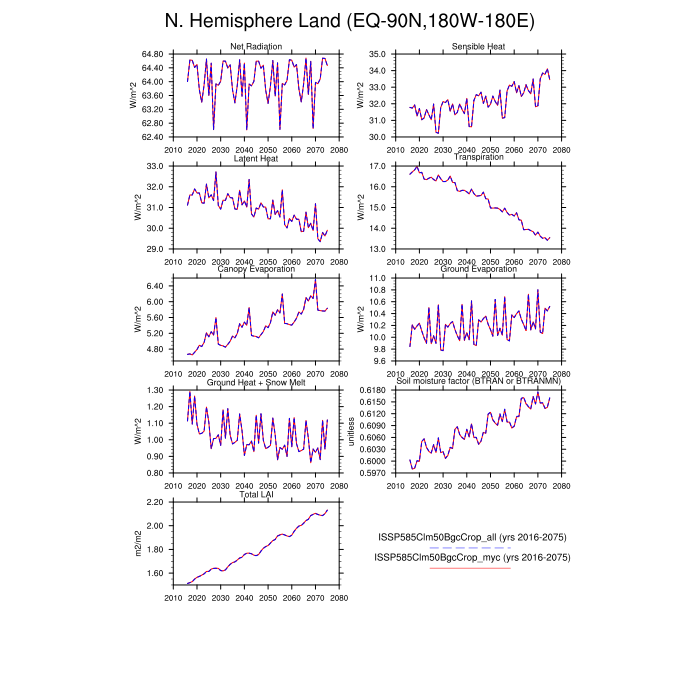 N. Hemisphere Land (EQ-90N,180W-180E)
Net Radiation
64.80
64.40
64.00
63.60
63.20
62.80
62.40
W/m^2
2010 2020 2030 2040 2050 2060 2070 2080
Sensible Heat
35.0
34.0
33.0
32.0
31.0
30.0
W/m^2
2010 2020 2030 2040 2050 2060 2070 2080
Latent Heat
33.0
32.0
31.0
30.0
29.0
W/m^2
2010 2020 2030 2040 2050 2060 2070 2080
Transpiration
17.0
16.0
15.0
14.0
13.0
W/m^2
2010 2020 2030 2040 2050 2060 2070 2080
Canopy Evaporation
6.40
6.00
5.60
5.20
4.80
W/m^2
2010 2020 2030 2040 2050 2060 2070 2080
Ground Evaporation
11.0
10.8
10.6
10.4
10.2
10.0
9.8
9.6
W/m^2
2010 2020 2030 2040 2050 2060 2070 2080
Ground Heat + Snow Melt
1.30
1.20
1.10
1.00
0.90
0.80
W/m^2
2010 2020 2030 2040 2050 2060 2070 2080
Soil moisture factor (BTRAN or BTRANMN)
0.6180
0.6150
0.6120
0.6090
0.6060
0.6030
0.6000
0.5970
unitless
2010 2020 2030 2040 2050 2060 2070 2080
Total LAI
2.20
2.00
1.80
1.60
m2/m2
2010 2020 2030 2040 2050 2060 2070 2080
ISSP585Clm50BgcCrop_all (yrs 2016-2075)
ISSP585Clm50BgcCrop_myc (yrs 2016-2075)